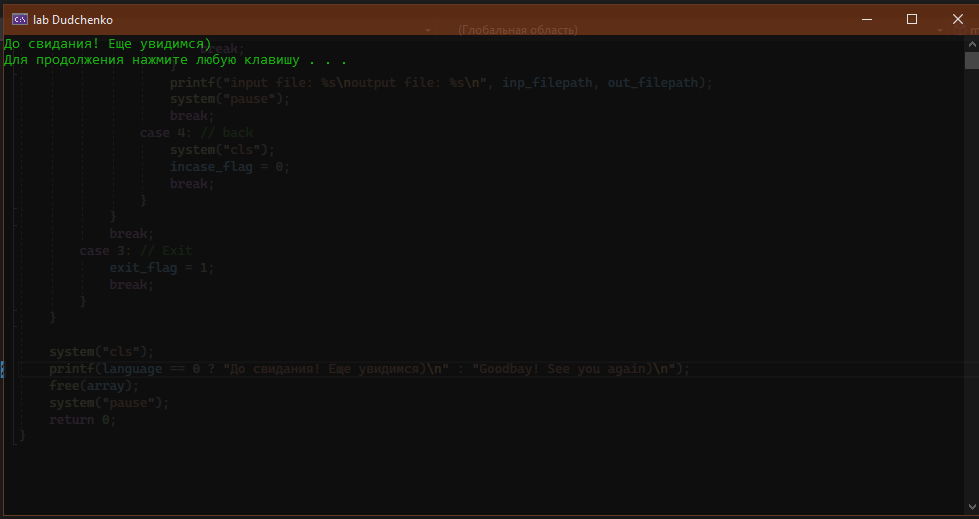 lab Dudchenko
(Глобальная область)
До свидания! Еще увидимся)
break;
Для продолжения нажмите любую клавишу . . .
}
printf("input file: %s\noutput file: %s\n", inp_filepath, out_filepath);
system("pause");
break;
case 4: // back
system("cls");
incase_flag = 0;
break;
}
}
break;
case 3: // Exit
exit_flag = 1;
break;
}
}
system("cls");
printf(language == 0 ? "До свидания! Еще увидимся)\n" : "Goodbay! See you again)\n");
free(array);
system("pause");
return 0;
}